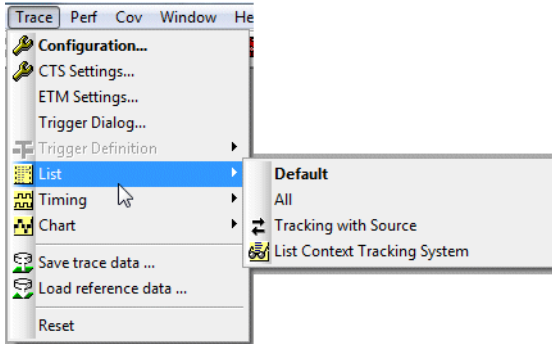 Trace Perf Cov Window He
Configuration...
CTS Settings...
ETM Settings...
Trigger Dialog...
Trigger Definition
List
Timing
Chart
Save trace data ...
Load reference data ...
Reset
Default
All
Tracking with Source
List Context Tracking System